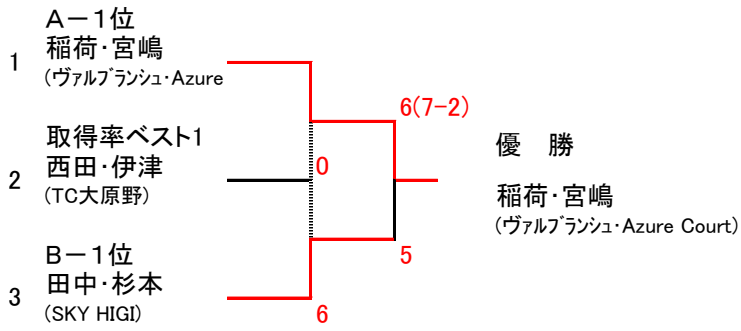 A－1位
1
稲荷・宮嶋
(ヴァルブランシュ・Azure
6(7-2)
取得率ベスト1
2
西田・伊津
(TC大原野)
0
優　勝
稲荷・宮嶋
(ヴァルブランシュ・Azure Court)
B－1位
3
田中・杉本
(SKY HIGI)
5
6